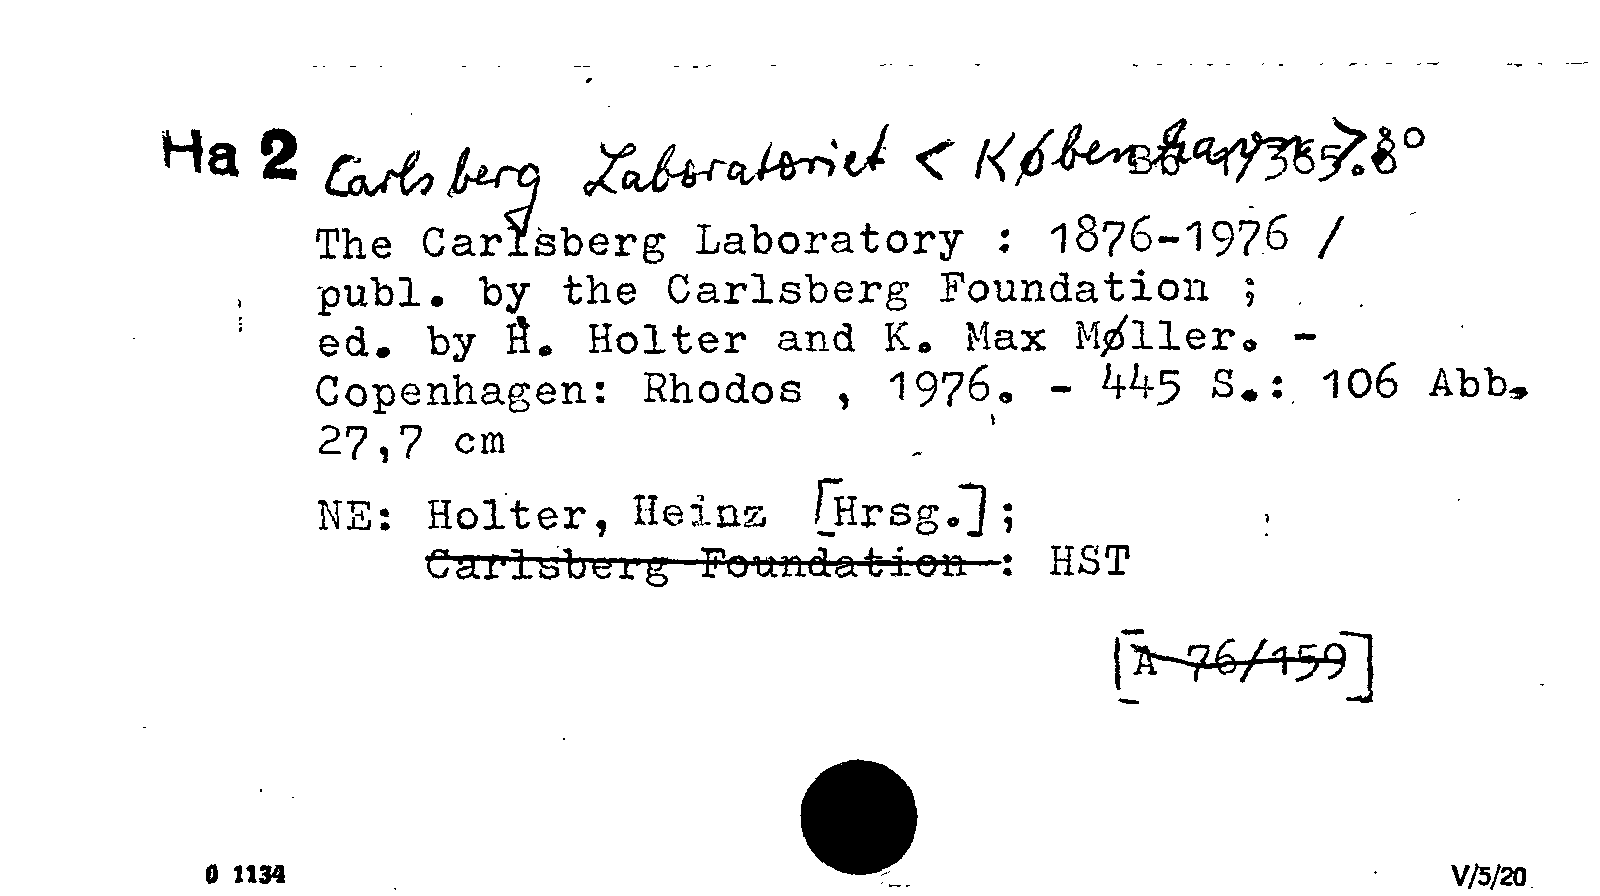 Ha 2 Carlsberg Laboratoriet < København >.8°
The Carlsberg Laboratory : 1876-1976 /
publ. by the Carlsberg Foundation ;
ed. by H. Holter and K. Max Møller. -
Copenhagen: Rhodos , 1976. - 445 S.: 106 Abb.
27,7 cm
NE: Holter, Heinz [Hrsg.];
Carlsberg Foundation : HST
[A 76/159]
0 1134
V/5/20